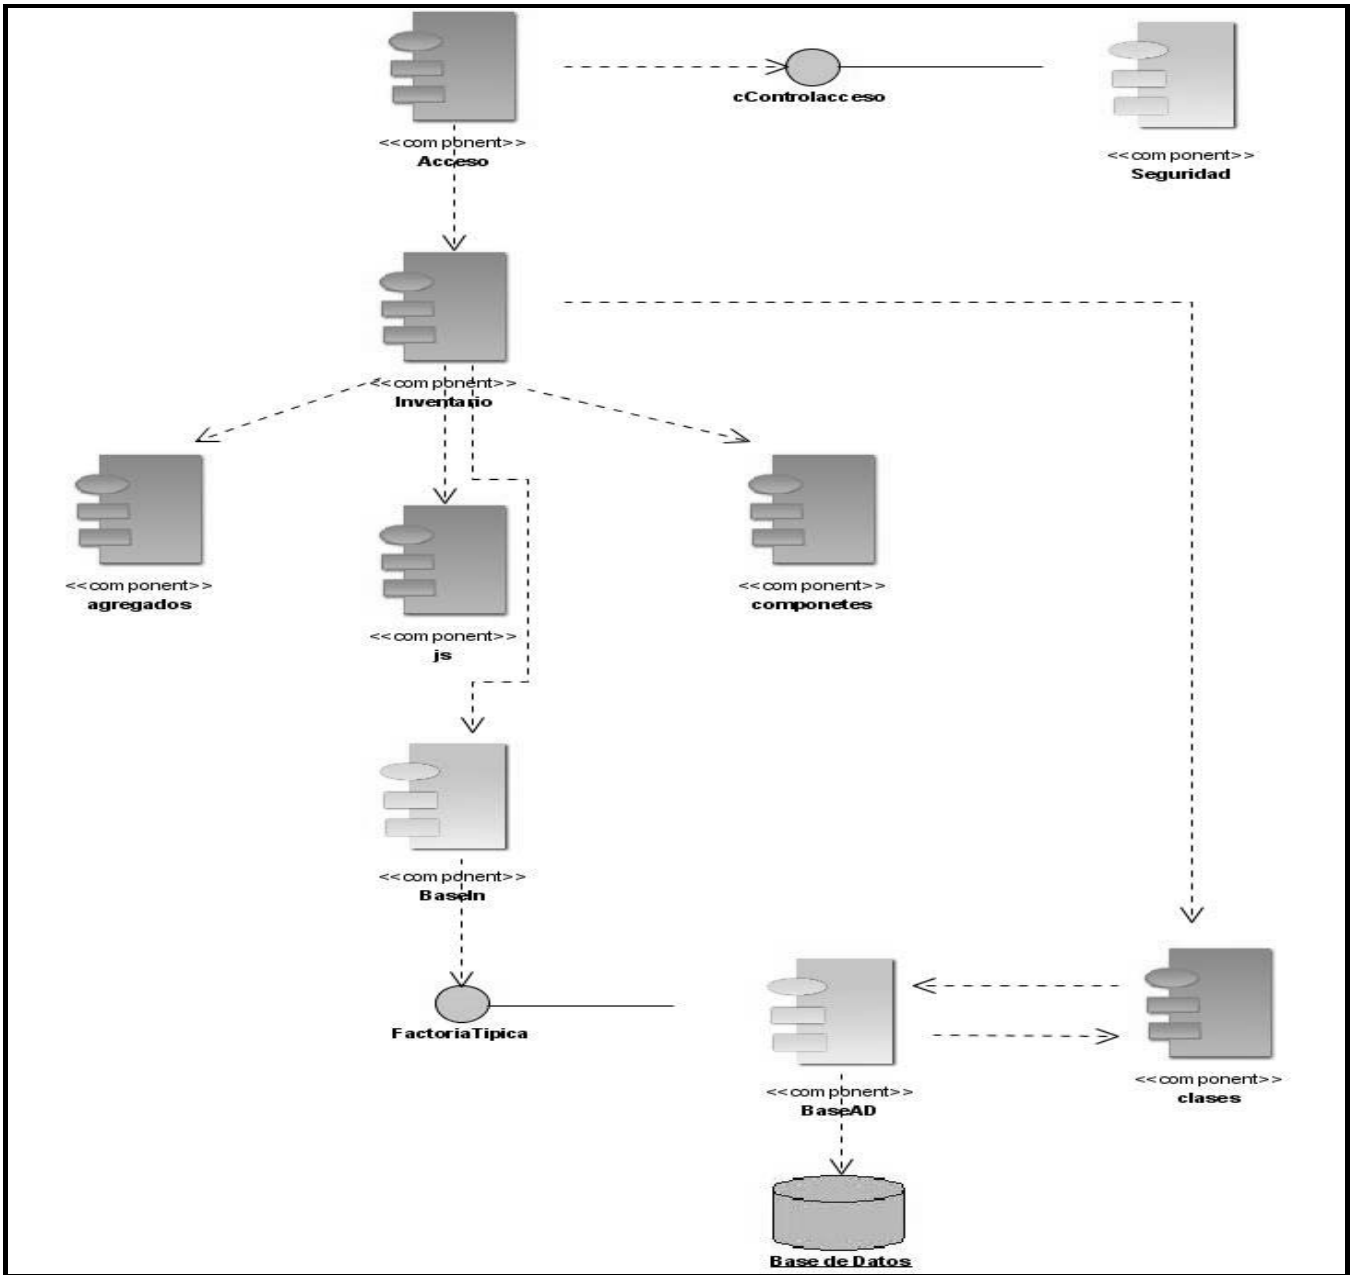 cControlacceso
<<component>>
Acceso
<<component>>
Seguridad
<<component>>
Inventario
<<component>>
agregados
<<component>>
componetes
<<component>>
js
<<component>>
BaseIn
FactoriaTipica
<<component>>
BaseAD
<<component>>
clases
Base de Datos